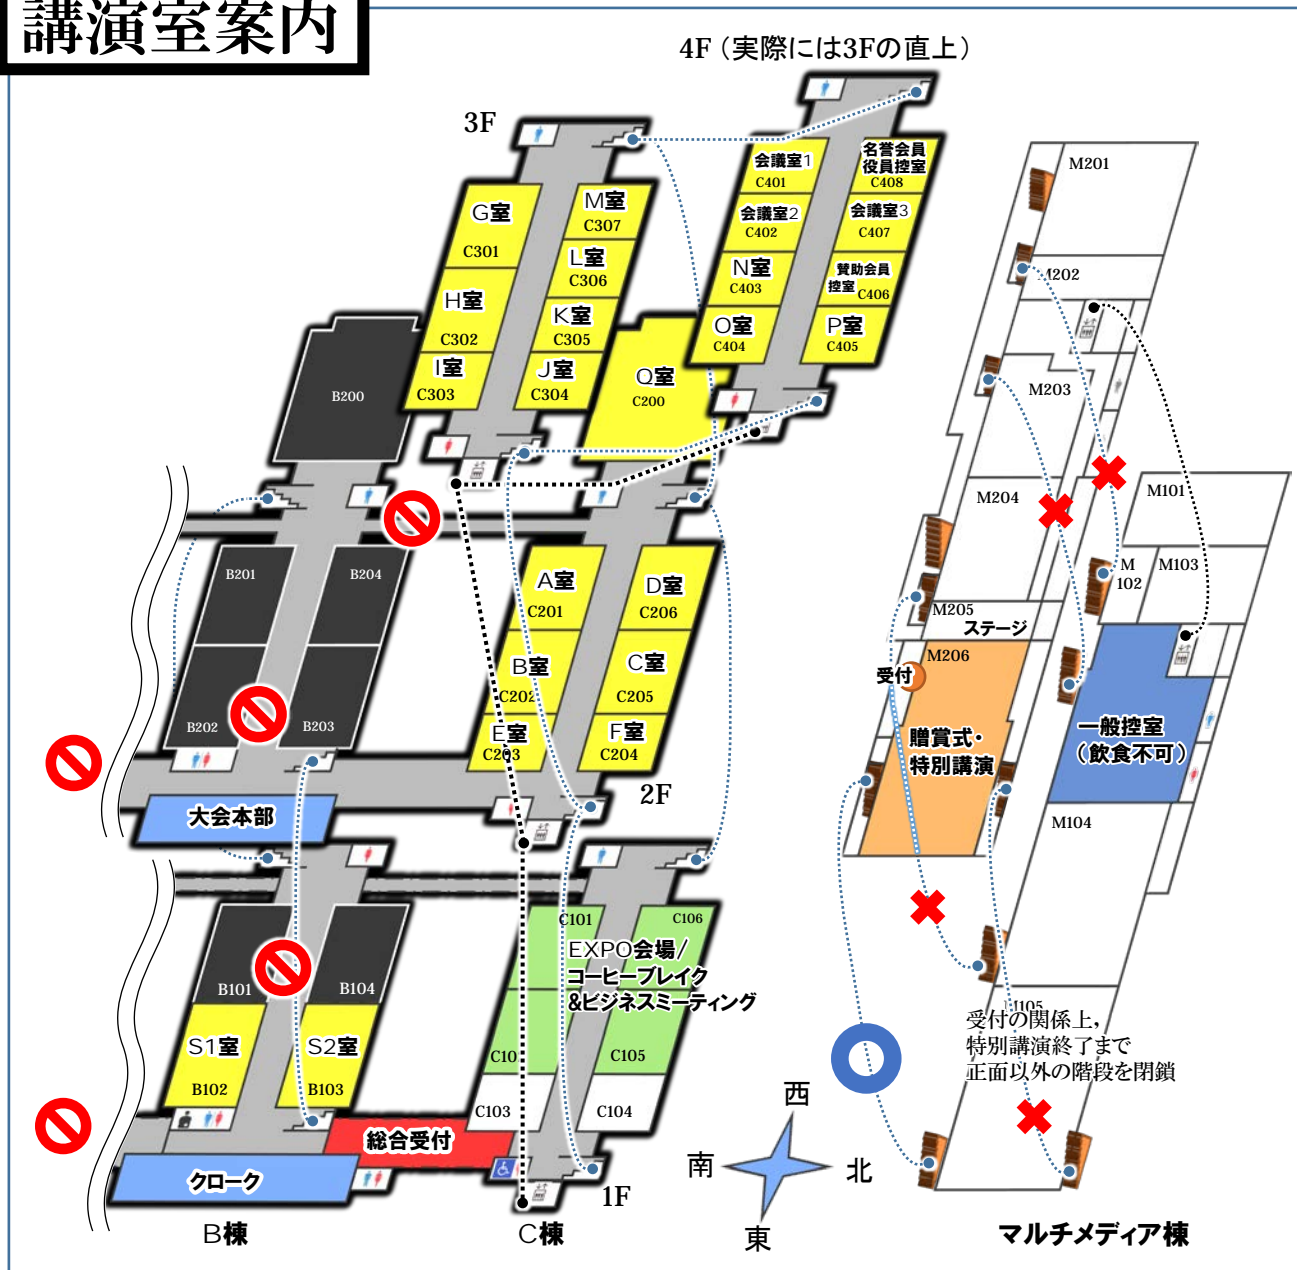 講演室案内
4F（実際には3Fの直上）
3F
会議室1
C401
名誉会員
役員控室
C408
会議室2
C402
会議室3
C407
N室
C403
賛助会員
控室 C406
O室
C404
P室
C405
G室
C301
M室
C307
L室
C306
H室
C302
K室
C305
I室
C303
J室
C304
Q室
C200
B200
B201
B204
B202
B203
A室
C201
D室
C206
B室
C202
C室
C205
E室
C203
F室
C204
2F
大会本部
B101
B104
S1室
B102
S2室
B103
C101
C106
EXPO会場/
コーヒーブレイク
&ビジネスミーティング
C10
C105
C103
C104
総合受付
クローク
1F
B棟
C棟
M201
M202
M203
M204
M101
M103
M
102
M205
ステージ
M206
受付
贈賞式・
特別講演
一般控室
（飲食不可）
M104
受付の関係上，
特別講演終了まで
正面以外の階段を閉鎖
西
南
北
東
マルチメディア棟